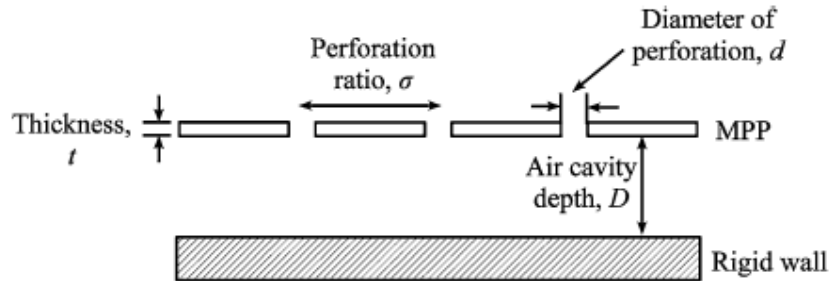 Diameter of
perforation, d
Perforation
ratio, σ
Thickness,
t
MPP
Air cavity
depth, D
Rigid wall